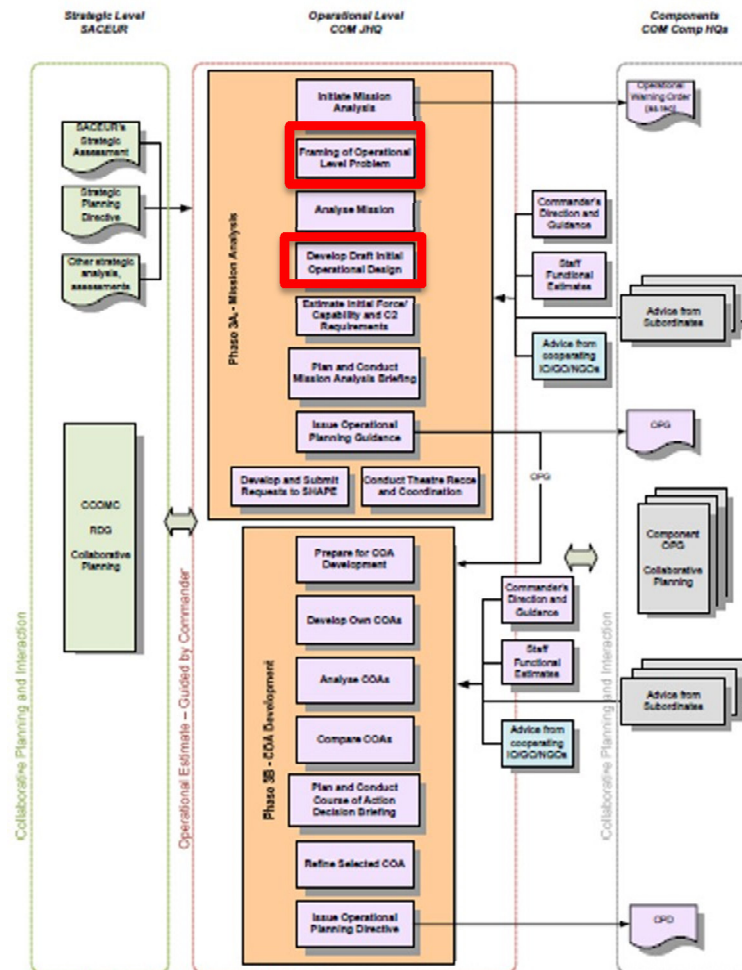 Strategic Level
SACEUR
Operational Level
COM JHQ
Components
COM Comp HQs
Phase 3A - Mission Analysis
Initiate Mission
Analysis
Framing of Operational
Level Problem
Analyse Mission
Develop Draft Initial
Operational Design
Estimate Initial Force/
Capability and C2
Requirements
Plan and Conduct
Mission Analysis Briefing
Issue Operational
Planning Guidance
Develop and Submit
Requests to SHAPE
Conduct Theatre Recce
and Coordination
SACEUR's
Strategic
Assessment
Strategic
Planning
Directive
Other strategic
analysis,
assessments
Operational
Warning Order
(as req)
Commander's
Direction and
Guidance
Staff
Functional
Estimates
Advice from
cooperating
IO/GO/NGOs
Advice from
Subordinates
OPG
OPG
CCOMC
RDG
Collaborative
Planning
Component
OPG
Collaborative
Planning
Phase 3B - COA Development
Prepare for COA
Development
Develop Own COAs
Analyse COAs
Compare COAs
Plan and Conduct
Course of Action
Decision Briefing
Refine Selected COA
Issue Operational
Planning Directive
Commander's
Direction and
Guidance
Staff
Functional
Estimates
Advice from
cooperating
IO/GO/NGOs
Advice from
Subordinates
OPD
Collaborative Planning and Interaction
Operational Estimate – Guided by Commander
Collaborative Planning and Interaction